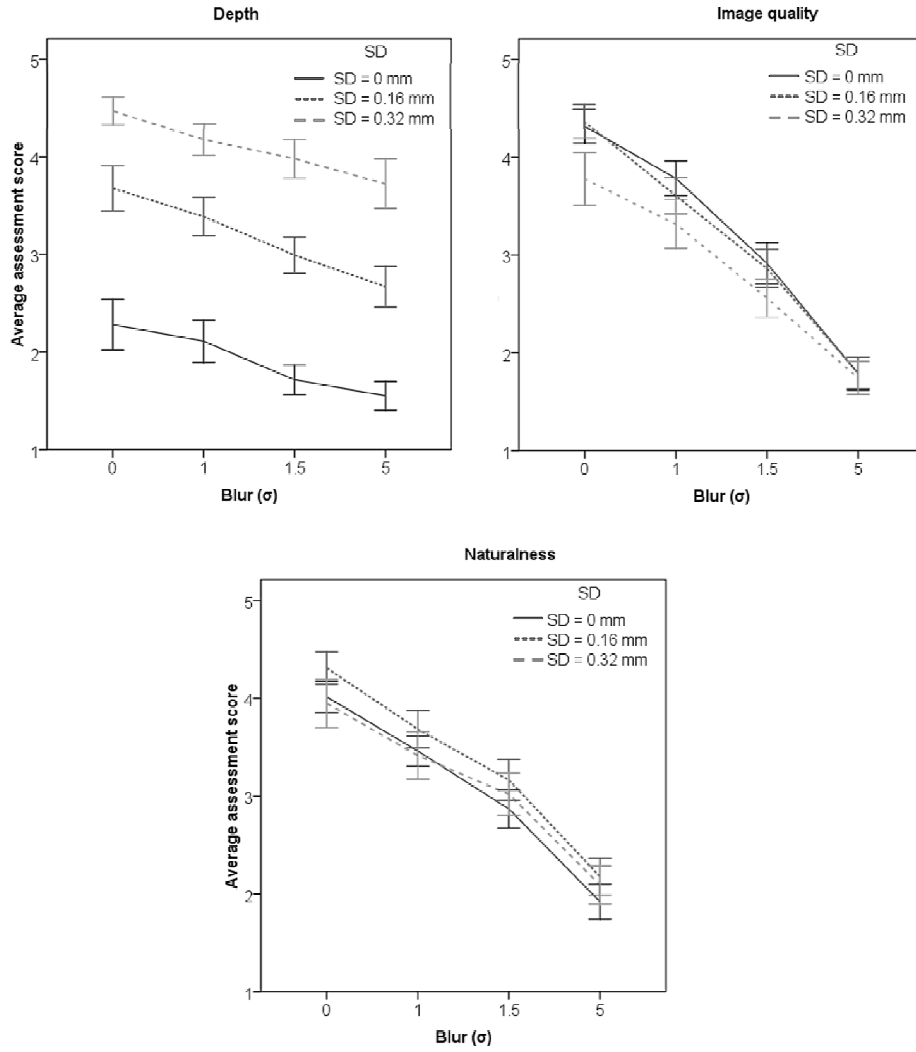 Depth
SD
SD = 0 mm
SD = 0.16 mm
SD = 0.32 mm
Average assessment score
5
4
3
2
1
0
1
1.5
5
Blur (σ)
Image quality
SD
SD = 0 mm
SD = 0.16 mm
SD = 0.32 mm
5
4
3
2
1
0
1
1.5
5
Blur (σ)
Naturalness
SD
SD = 0 mm
SD = 0.16 mm
SD = 0.32 mm
Average assessment score
5
4
3
2
1
0
1
1.5
5
Blur (σ)